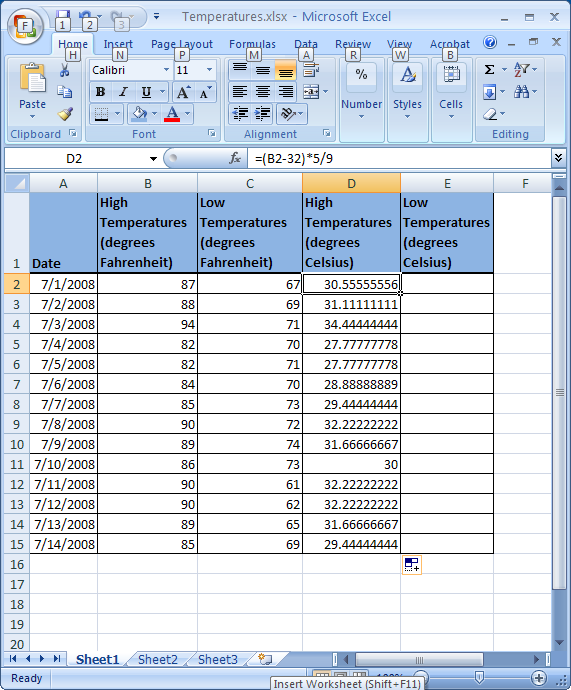 Temperatures.xlsx - Microsoft Excel
F 1 2 3
Home Insert Page Layout Formulas Data Review View Acrobat
H N P M A R W B
Paste
Calibri 11
B I U A A
Σ A Z
% Number Styles Cells
Clipboard Font Alignment Editing
D2 fx =(B2-32)*5/9
A B C D E F
1 Date High Temperatures (degrees Fahrenheit) Low Temperatures (degrees Fahrenheit) High Temperatures (degrees Celsius) Low Temperatures (degrees Celsius)
2 7/1/2008 87 67 30.55555556
3 7/2/2008 88 69 31.11111111
4 7/3/2008 94 71 34.44444444
5 7/4/2008 82 70 27.77777778
6 7/5/2008 82 71 27.77777778
7 7/6/2008 84 70 28.88888889
8 7/7/2008 85 73 29.44444444
9 7/8/2008 90 72 32.22222222
10 7/9/2008 89 74 31.66666667
11 7/10/2008 86 73 30
12 7/11/2008 90 61 32.22222222
13 7/12/2008 90 62 32.22222222
14 7/13/2008 89 65 31.66666667
15 7/14/2008 85 69 29.44444444
16
17
18
19
20
Sheet1 Sheet2 Sheet3
Ready
Insert Worksheet (Shift+F11)